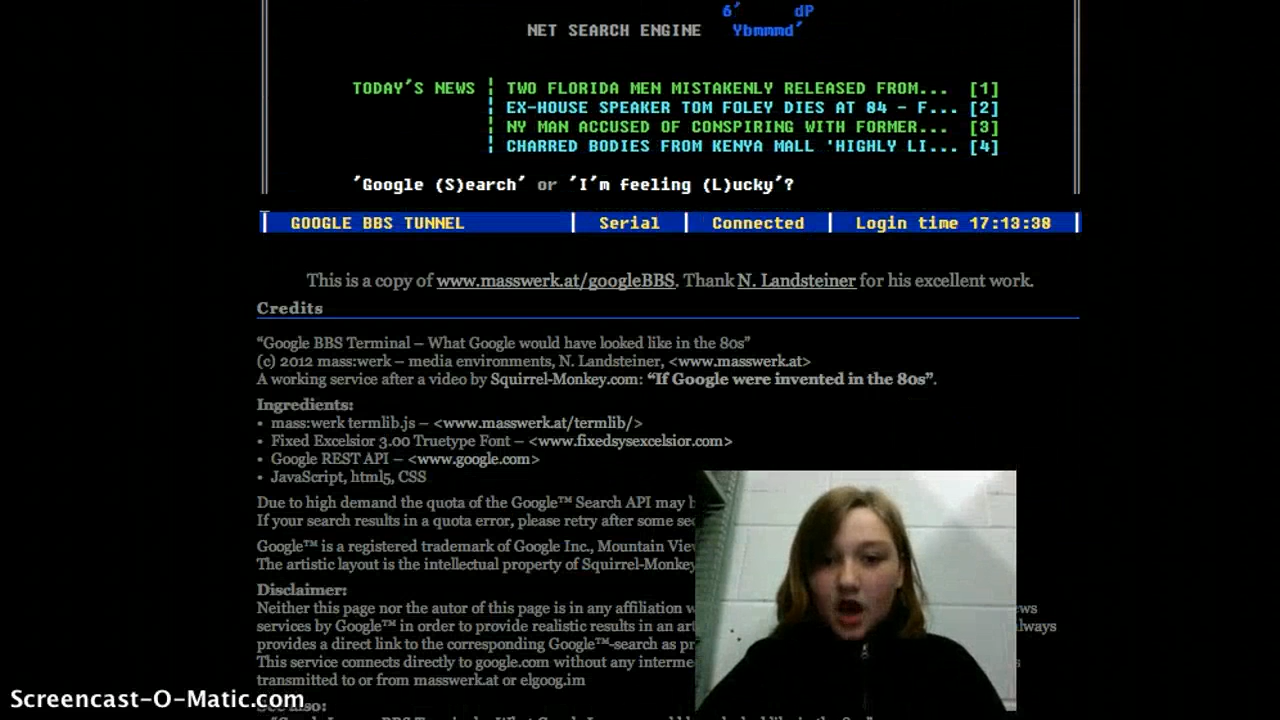 6' dP
NET SEARCH ENGINE Ybmmmd'
TODAY'S NEWS ¦ TWO FLORIDA MEN MISTAKENLY RELEASED FROM... [1]
¦ EX-HOUSE SPEAKER TOM FOLEY DIES AT 84 - F... [2]
¦ NY MAN ACCUSED OF CONSPIRING WITH FORMER... [3]
¦ CHARRED BODIES FROM KENYA MALL 'HIGHLY LI... [4]
'Google (S)earch' or 'I'm feeling (L)ucky'?
| GOOGLE BBS TUNNEL | Serial | Connected | Login time 17:13:38 |
This is a copy of www.masswerk.at/googleBBS. Thank N. Landsteiner for his excellent work.
Credits
“Google BBS Terminal – What Google would have looked like in the 80s”
(c) 2012 mass:werk – media environments, N. Landsteiner, <www.masswerk.at>
A working service after a video by Squirrel-Monkey.com: “If Google were invented in the 80s”.
Ingredients:
• mass:werk termlib.js – <www.masswerk.at/termlib/>
• Fixed Excelsior 3.00 Truetype Font – <www.fixedsysexcelsior.com>
• Google REST API – <www.google.com>
• JavaScript, html5, CSS
Due to high demand the quota of the Google™ Search API may
If your search results in a quota error, please retry after some
Google™ is a registered trademark of Google Inc., Mountain
The artistic layout is the intellectual property of Squirrel-Monkey
Disclaimer:
Neither this page nor the autor of this page is in any affiliation
services by Google™ in order to provide realistic results in an
provides a direct link to the corresponding Google™-search as
This service connects directly to google.com without any
transmitted to or from masswerk.at or elgoog.im
Screencast-O-Matic.com